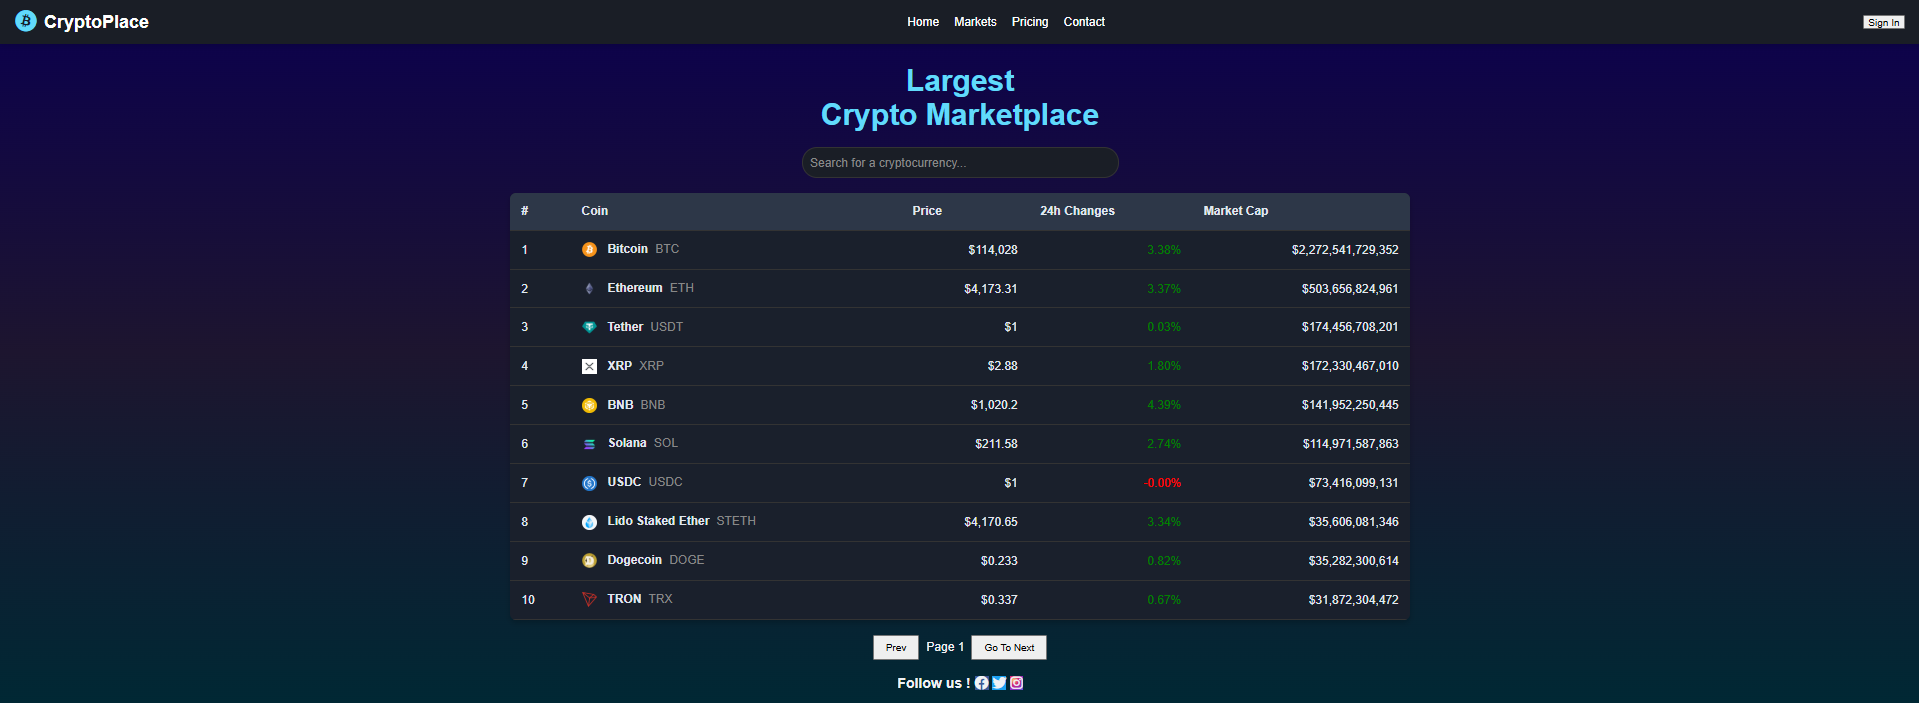 CryptoPlace Home Markets Pricing Contact Sign In
Largest
Crypto Marketplace
Search for a cryptocurrency...
# Coin Price 24h Changes Market Cap
1 Bitcoin BTC $114,028 3.38% $2,272,541,729,352
2 Ethereum ETH $4,173.31 3.37% $503,656,824,961
3 Tether USDT $1 0.03% $174,456,708,201
4 XRP XRP $2.88 1.80% $172,330,467,010
5 BNB BNB $1,020.2 4.39% $141,952,250,445
6 Solana SOL $211.58 2.74% $114,971,587,863
7 USDC USDC $1 -0.00% $73,416,099,131
8 Lido Staked Ether STETH $4,170.65 3.34% $35,606,081,346
9 Dogecoin DOGE $0.233 0.82% $35,282,300,614
10 TRON TRX $0.337 0.67% $31,872,304,472
Prev Page 1 Go To Next
Follow us !